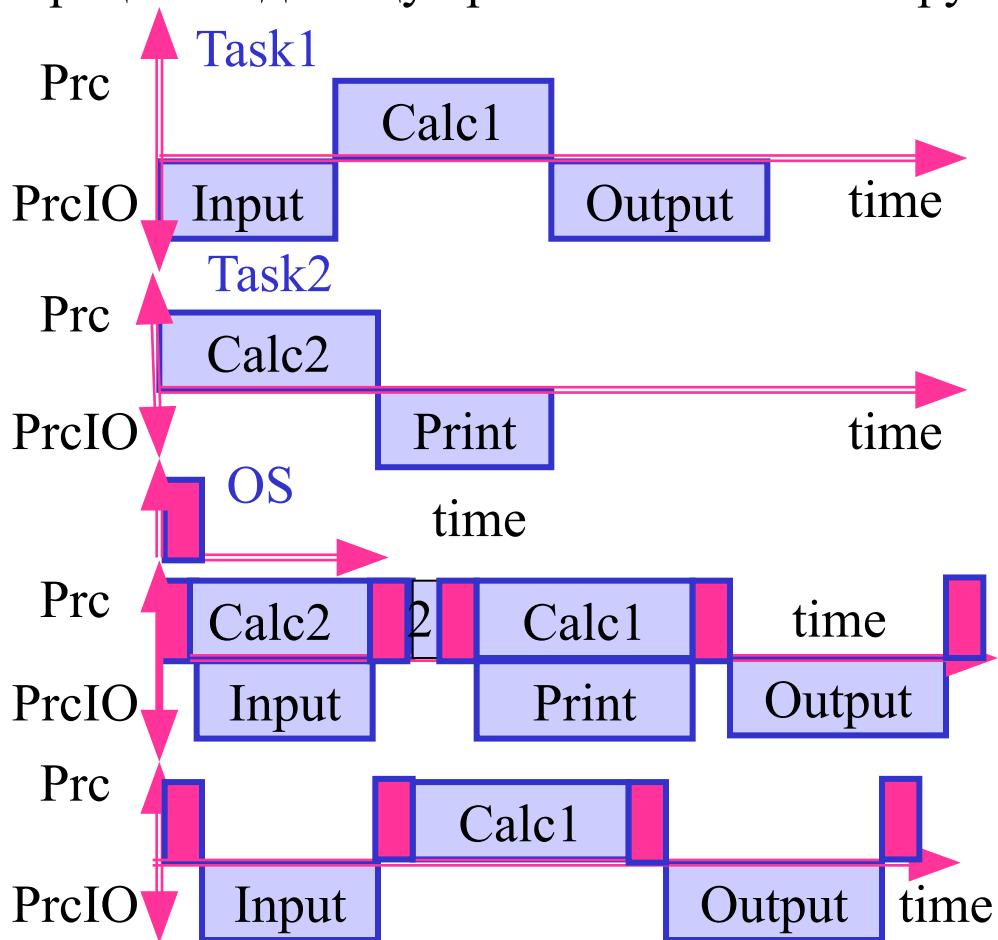 Task1
Prc
Calc1
PrcIO Input Output time
Task2
Prc
Calc2
PrcIO Print time
OS
time
Prc Calc2 2 Calc1 time
PrcIO Input Print Output
Prc
Calc1
PrcIO Input Output time